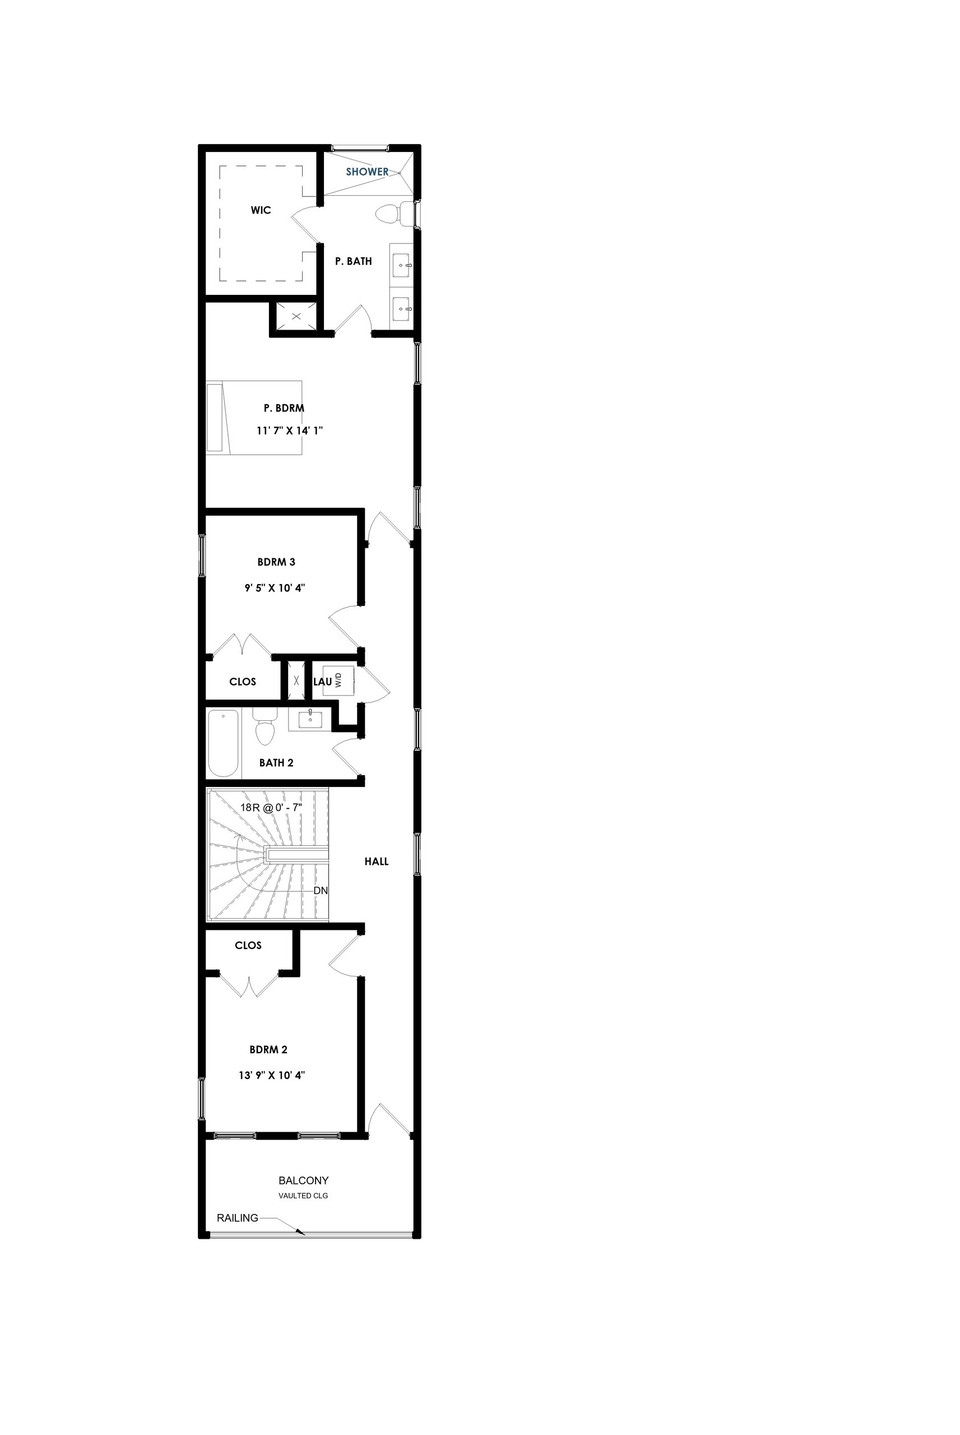 SHOWER
WIC
P. BATH
X
P. BDRM
11' 7" X 14' 1"
BDRM 3
9' 5" X 10' 4"
CLOS
X
LAU
W/D
BATH 2
18R @ 0' - 7"
HALL
DN
CLOS
BDRM 2
13' 9" X 10' 4"
BALCONY
VAULTED CLG
RAILING